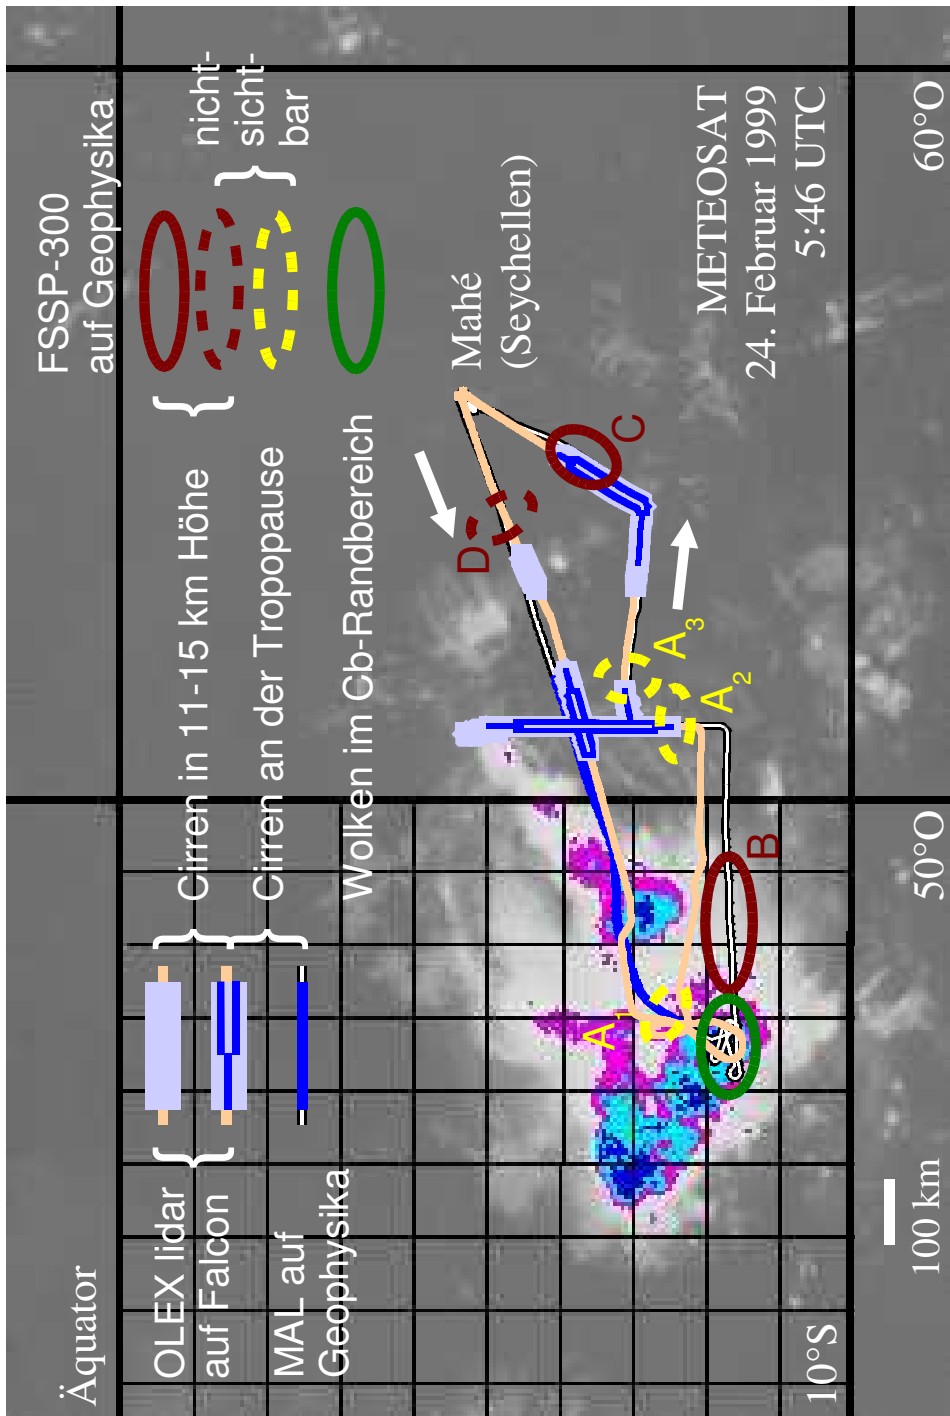 Äquator
FSSP-300
auf Geophysika
OLEX lidar
auf Falcon
MAL auf
Geophysika
Cirren in 11-15 km Höhe
Cirren an der Tropopause
Wolken im Cb-Randbereich
nicht-
sicht-
bar
Mahé
(Seychellen)
D
C
A1
A2
A3
B
METEOSAT
24. Februar 1999
5:46 UTC
10°S
100 km
50°O
60°O